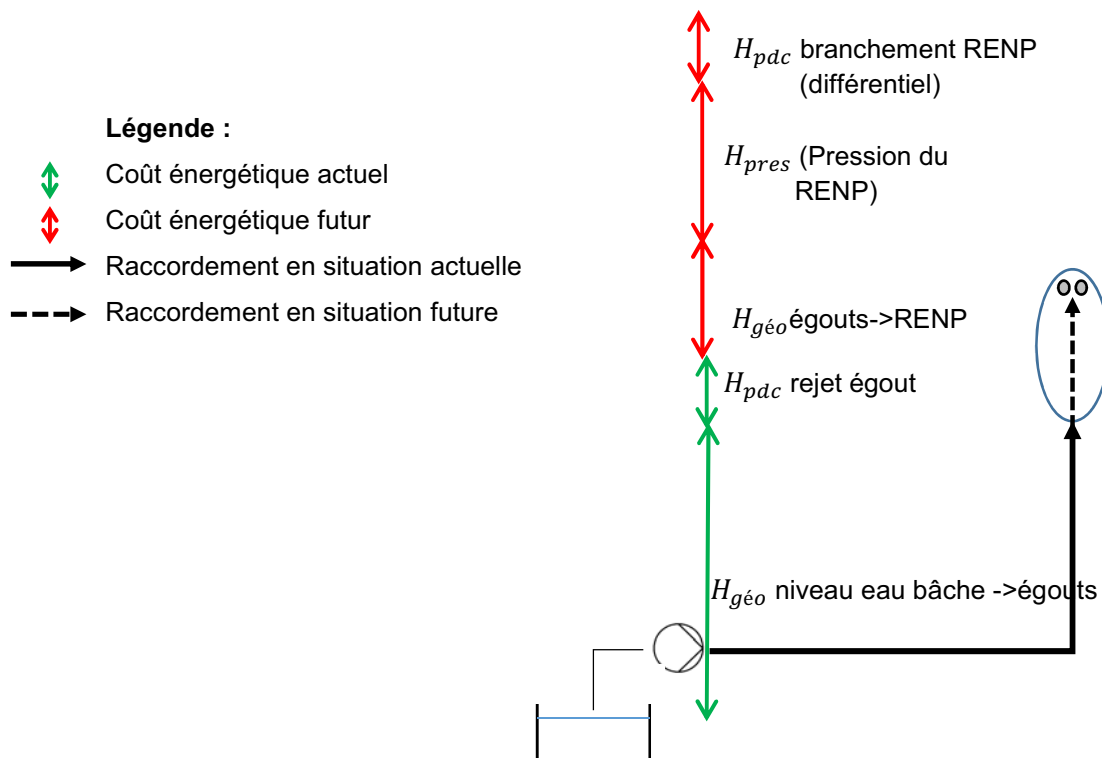 H_pdc branchement RENP
(différentiel)
Légende :
Coût énergétique actuel
Coût énergétique futur
Raccordement en situation actuelle
Raccordement en situation future
H_pres (Pression du
RENP)
H_géo égouts->RENP
H_pdc rejet égout
H_géo niveau eau bâche ->égouts